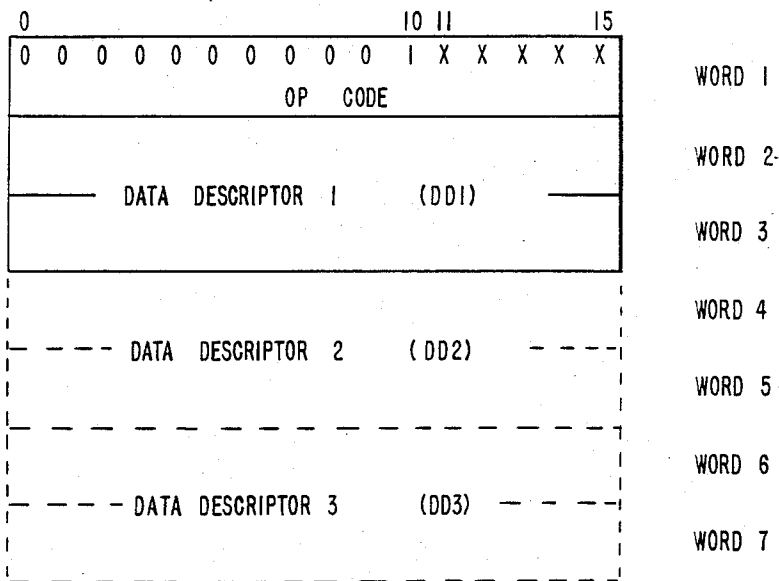 0 10 11 15
0 0 0 0 0 0 0 0 0 0 1 X X X X X
WORD 1
OP CODE
WORD 2
DATA DESCRIPTOR 1 (DD1)
WORD 3
WORD 4
DATA DESCRIPTOR 2 (DD2)
WORD 5
WORD 6
DATA DESCRIPTOR 3 (DD3)
WORD 7